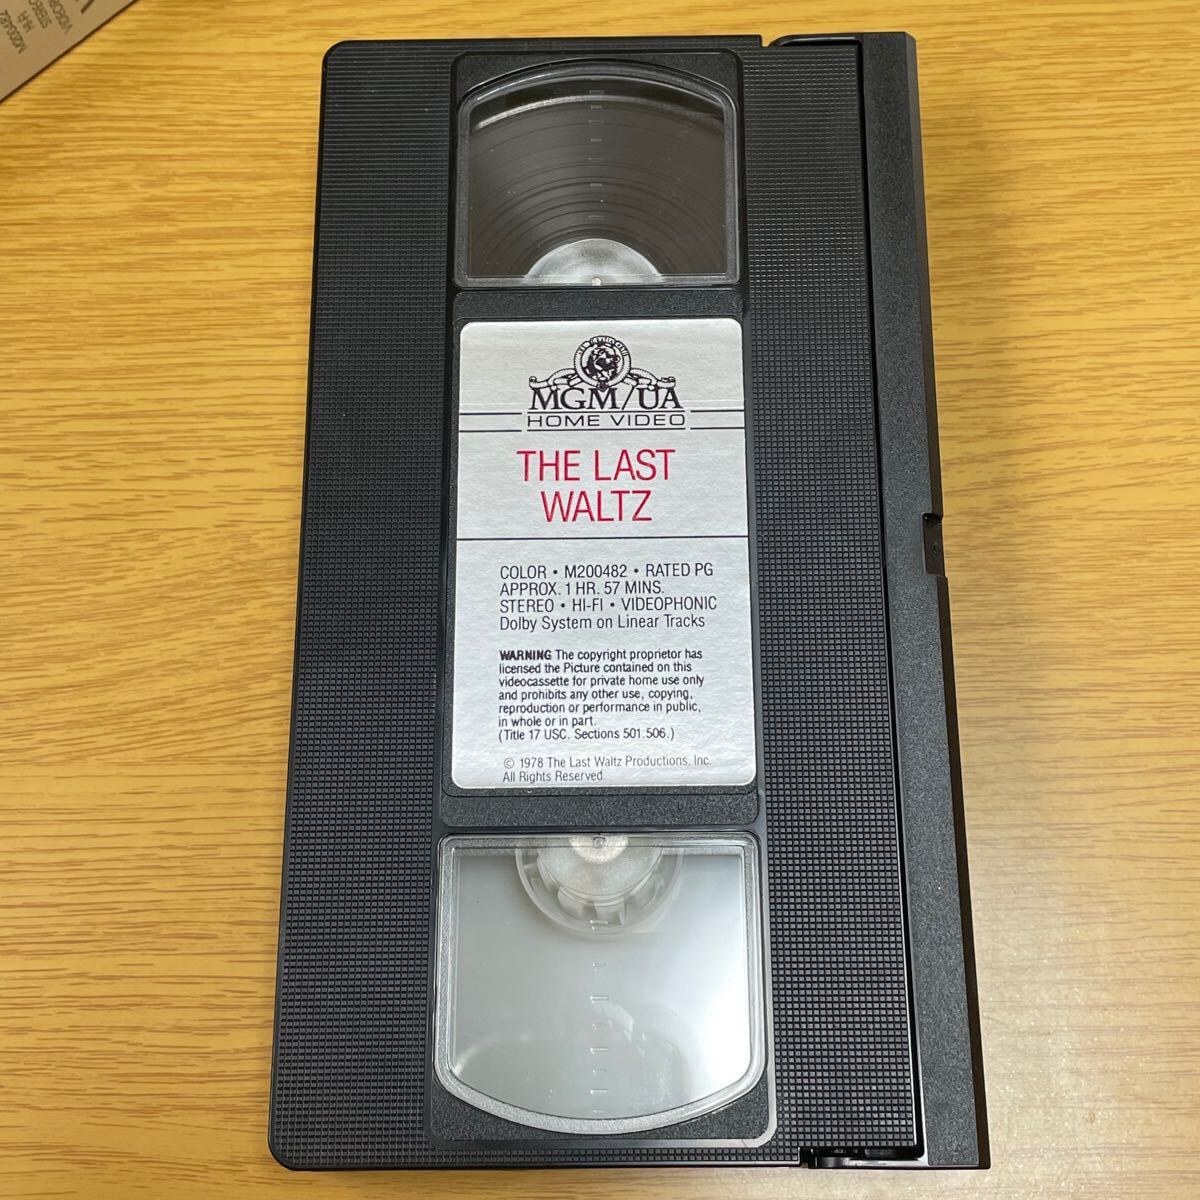 MGM/UA
HOME VIDEO
THE LAST
WALTZ
COLOR • M200482 • RATED PG
APPROX. 1 HR. 57 MINS.
STEREO • HI-FI • VIDEOPHONIC
Dolby System on Linear Tracks
WARNING The copyright proprietor has
licensed the Picture contained on this
videocassette for private home use only
and prohibits any other use, copying,
reproduction or performance in public,
in whole or in part.
(Title 17 USC. Sections 501.506.)
© 1978 The Last Waltz Productions, Inc.
All Rights Reserved.